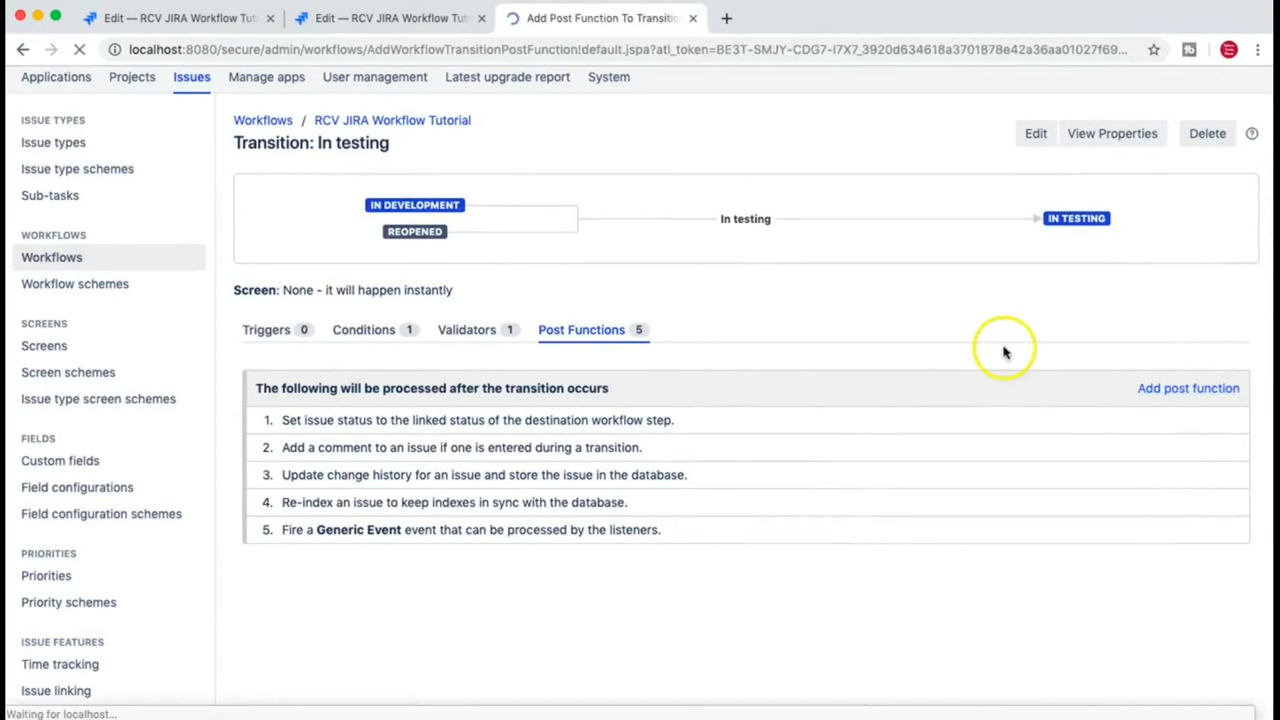 Edit — RCV JIRA Workflow Tut
Edit — RCV JIRA Workflow Tut
Add Post Function To Transitio
localhost:8080/secure/admin/workflows/AddWorkflowTransitionPostFunction!default.jspa?atl_token=BE3T-SMJY-CDG7-I7X7_3920d634618a3701878e42a36aa01027f69...
Applications Projects Issues Manage apps User management Latest upgrade report System
ISSUE TYPES
Issue types
Issue type schemes
Sub-tasks
WORKFLOWS
Workflows
Workflow schemes
SCREENS
Screens
Screen schemes
Issue type screen schemes
FIELDS
Custom fields
Field configurations
Field configuration schemes
PRIORITIES
Priorities
Priority schemes
ISSUE FEATURES
Time tracking
Issue linking
Workflows / RCV JIRA Workflow Tutorial
Transition: In testing
Edit View Properties Delete
IN DEVELOPMENT
REOPENED
In testing
IN TESTING
Screen: None - it will happen instantly
Triggers 0 Conditions 1 Validators 1 Post Functions 5
The following will be processed after the transition occurs
Add post function
1. Set issue status to the linked status of the destination workflow step.
2. Add a comment to an issue if one is entered during a transition.
3. Update change history for an issue and store the issue in the database.
4. Re-index an issue to keep indexes in sync with the database.
5. Fire a Generic Event event that can be processed by the listeners.
Waiting for localhost...